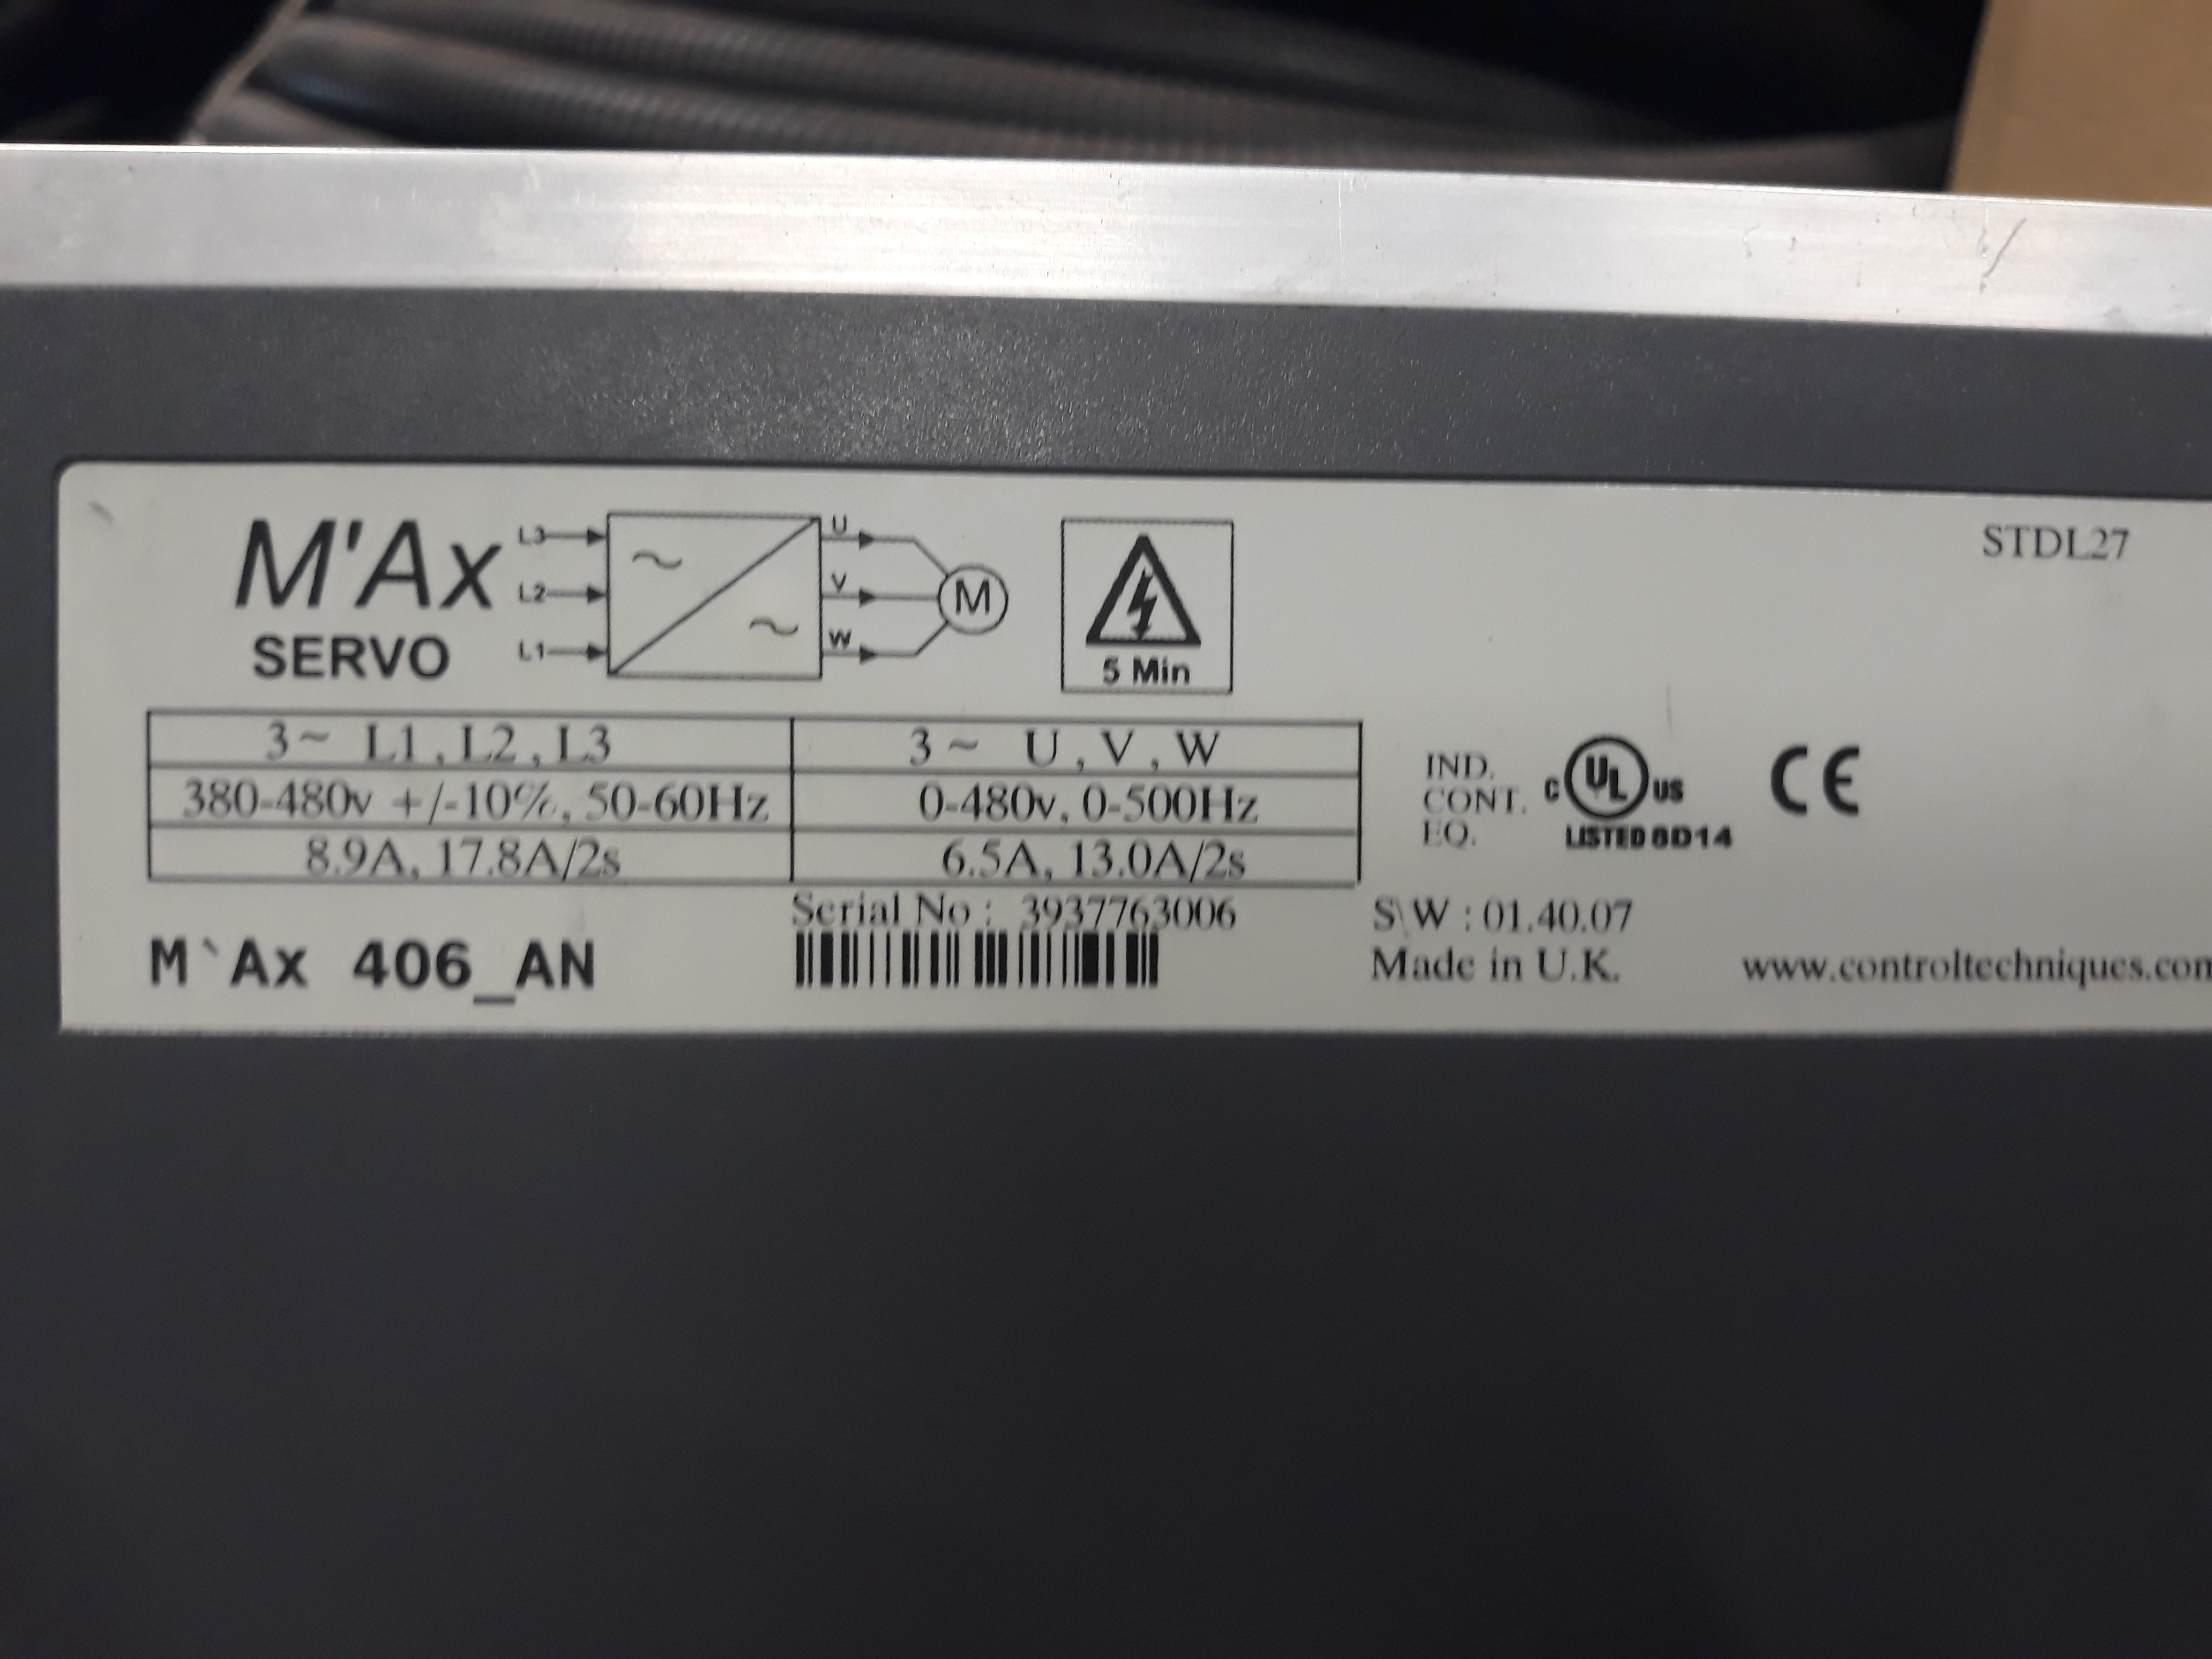 M'Ax
SERVO
L3
L2
L1
~
~
U
V
W
M
5 Min
STDL27
3~ L1, L2, L3
3~ U, V, W
380-480v +/-10%, 50-60Hz
0-480v, 0-500Hz
8.9A, 17.8A/2s
6.5A, 13.0A/2s
IND.
CONT.
EQ.
C UL US
LISTED 8D14
CE
Serial No : 3937763006
S\W : 01.40.07
M`Ax 406_AN
Made in U.K.
www.controltechniques.com